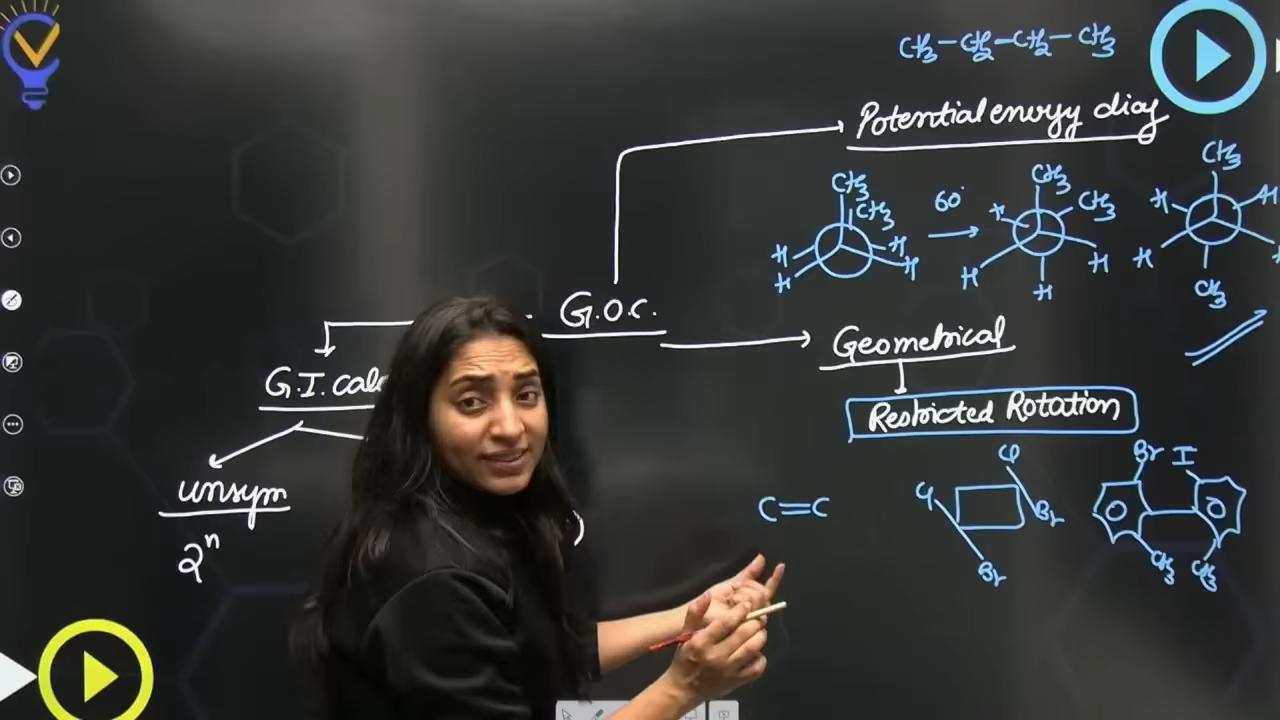 CH3-CH2-CH2-CH3
Potential energy diag
CH3
CH3
H
H
H
H
60°
CH3
CH3
H
H
H
H
CH3
H
H
H
CH3
G.O.C.
Geometrical
G.I. calc
Restricted Rotation
unsym
2^n
)
C=C
Cl
Br
Cl
Br
Br
I
CH3
CH3